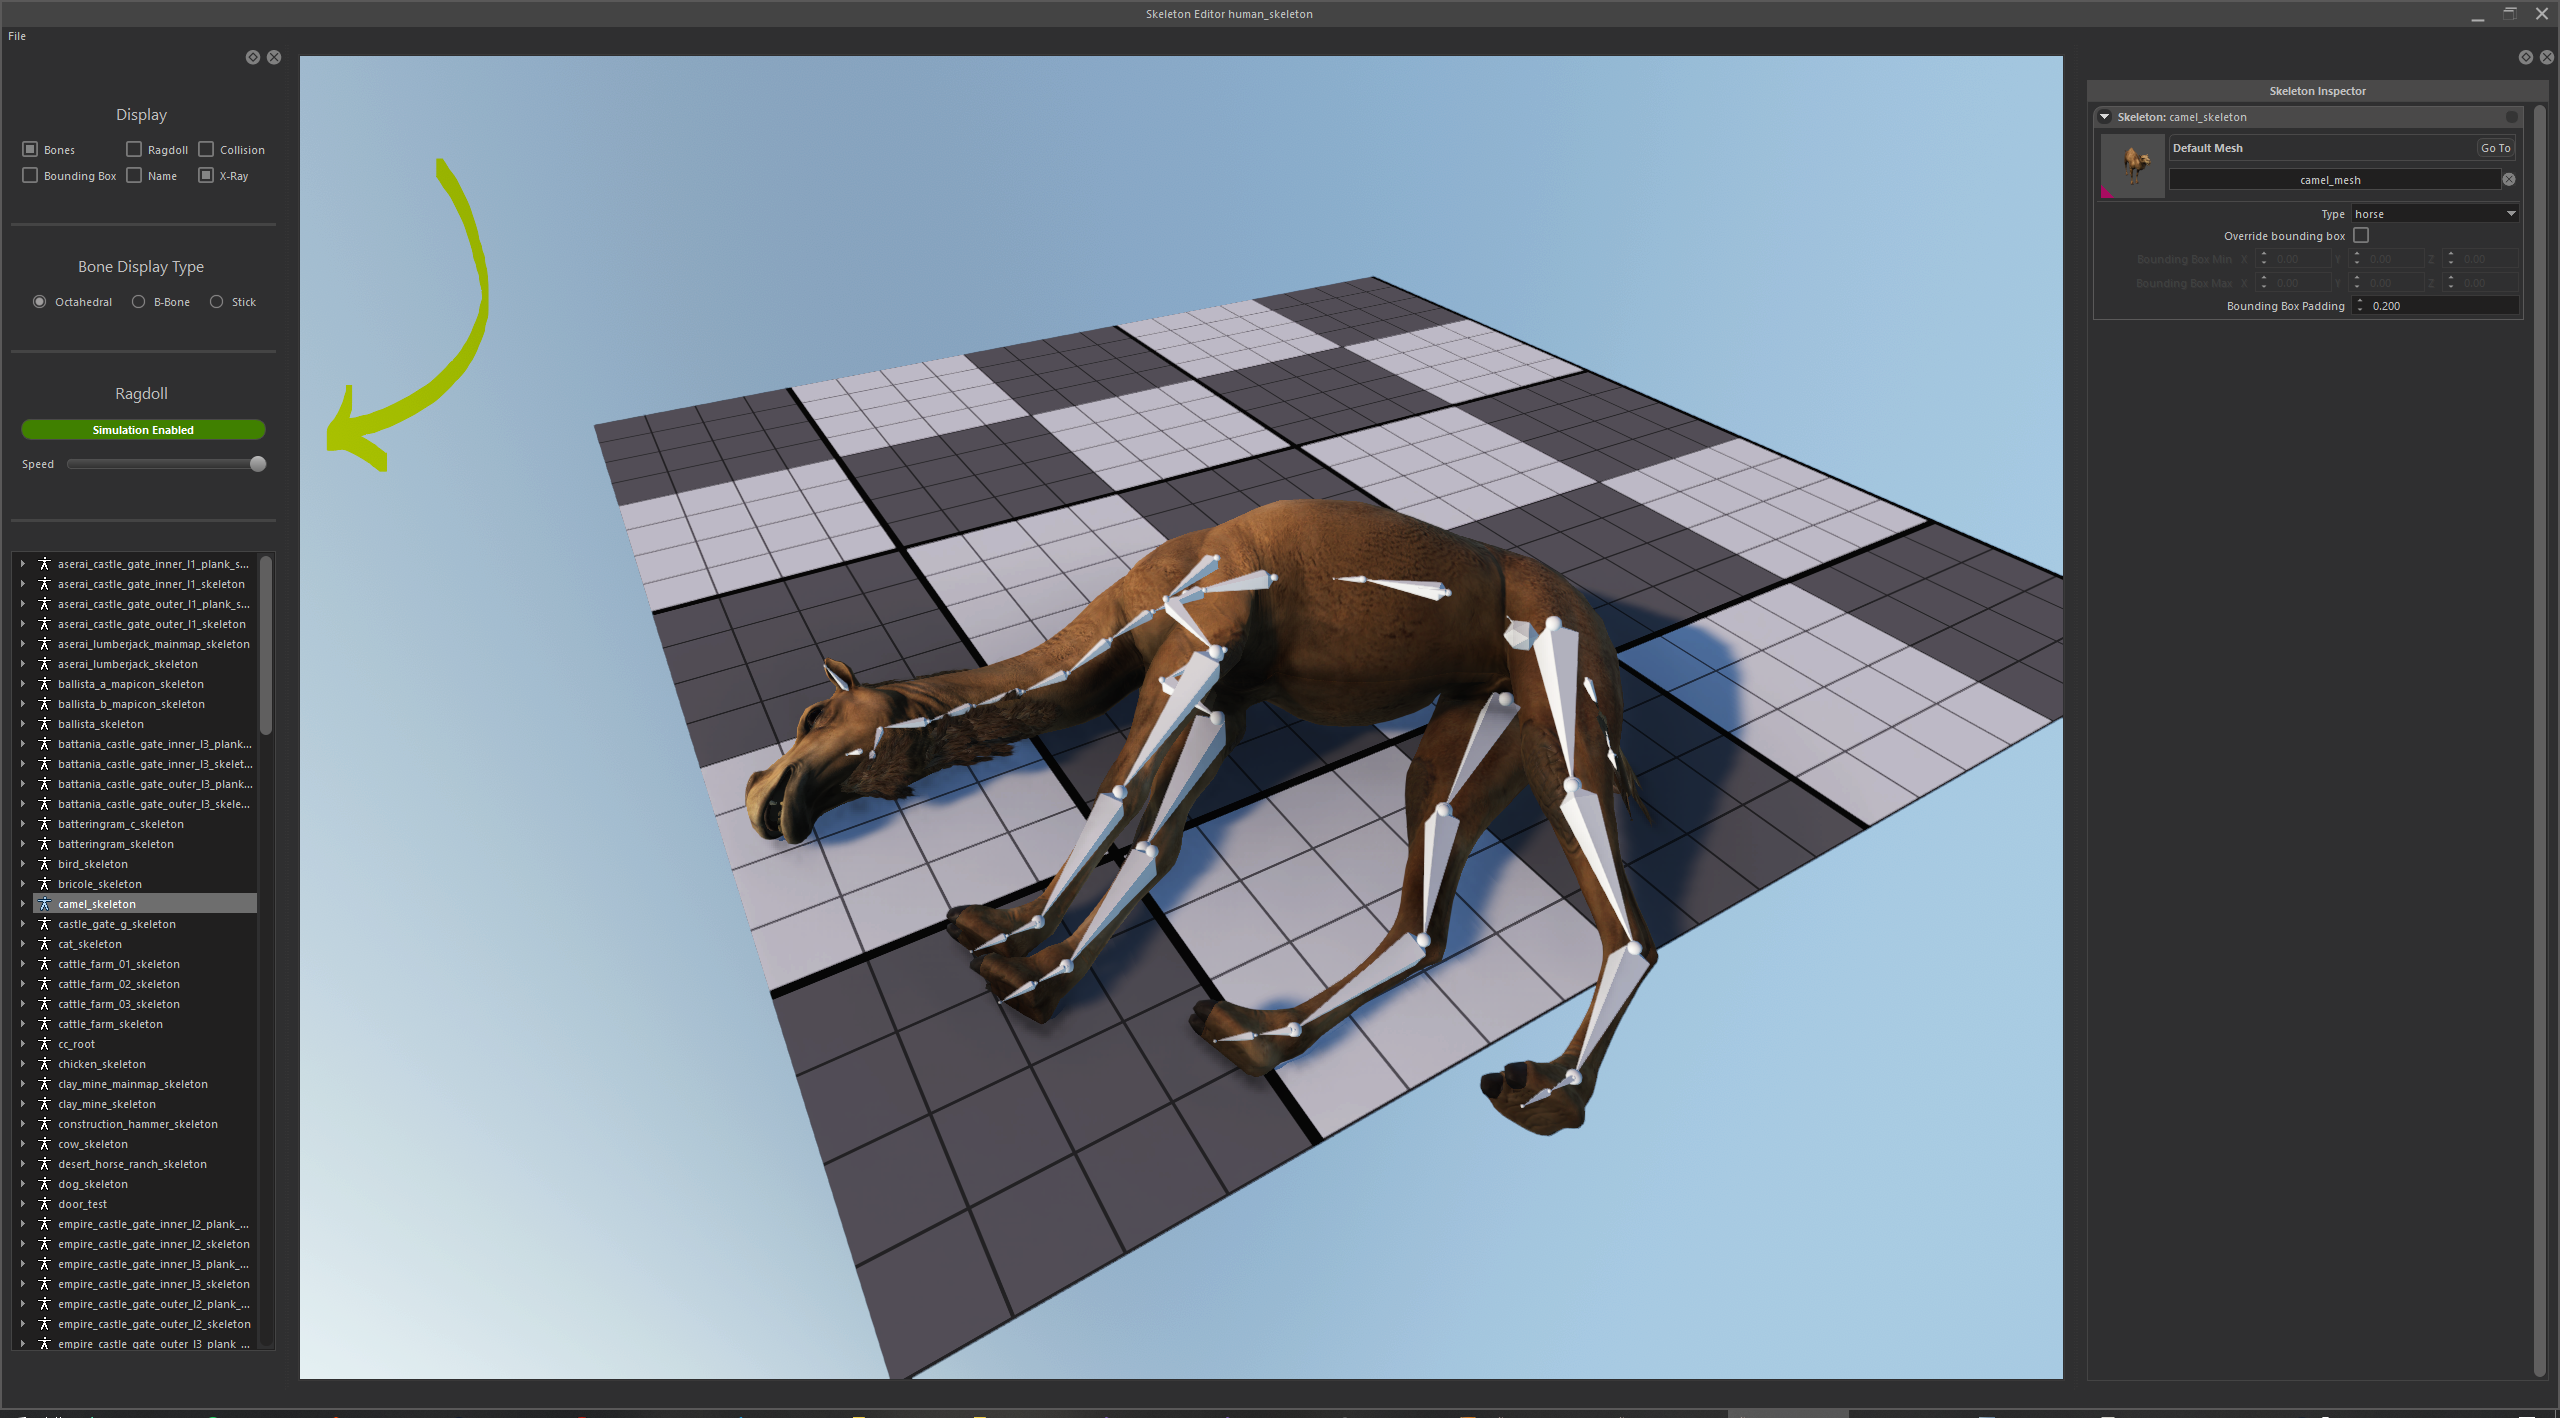 Skeleton Editor human_skeleton
File
Display
Bones Ragdoll Collision
Bounding Box Name X-Ray
Bone Display Type
Octahedral B-Bone Stick
Ragdoll
Simulation Enabled
Speed
aserai_castle_gate_inner_l1_plank_s...
aserai_castle_gate_inner_l1_skeleton
aserai_castle_gate_outer_l1_plank_s...
aserai_castle_gate_outer_l1_skeleton
aserai_lumberjack_mainmap_skeleton
aserai_lumberjack_skeleton
ballista_a_mapicon_skeleton
ballista_b_mapicon_skeleton
ballista_skeleton
battania_castle_gate_inner_l3_plank...
battania_castle_gate_inner_l3_skelet...
battania_castle_gate_outer_l3_plank...
battania_castle_gate_outer_l3_skele...
batteringram_c_skeleton
batteringram_skeleton
bird_skeleton
bricole_skeleton
camel_skeleton
castle_gate_g_skeleton
cat_skeleton
cattle_farm_01_skeleton
cattle_farm_02_skeleton
cattle_farm_03_skeleton
cattle_farm_skeleton
cc_root
chicken_skeleton
clay_mine_mainmap_skeleton
clay_mine_skeleton
construction_hammer_skeleton
cow_skeleton
desert_horse_ranch_skeleton
dog_skeleton
door_test
empire_castle_gate_inner_l2_plank_...
empire_castle_gate_inner_l2_skeleton
empire_castle_gate_inner_l3_plank_...
empire_castle_gate_inner_l3_skeleton
empire_castle_gate_outer_l2_plank_...
empire_castle_gate_outer_l2_skeleton
empire_castle_gate_outer_l3_plank_...
Skeleton Inspector
Skeleton: camel_skeleton
Default Mesh Go To
camel_mesh
Type horse
Override bounding box
Bounding Box Min X 0.00 Y 0.00 Z 0.00
Bounding Box Max X 0.00 Y 0.00 Z 0.00
Bounding Box Padding 0.200